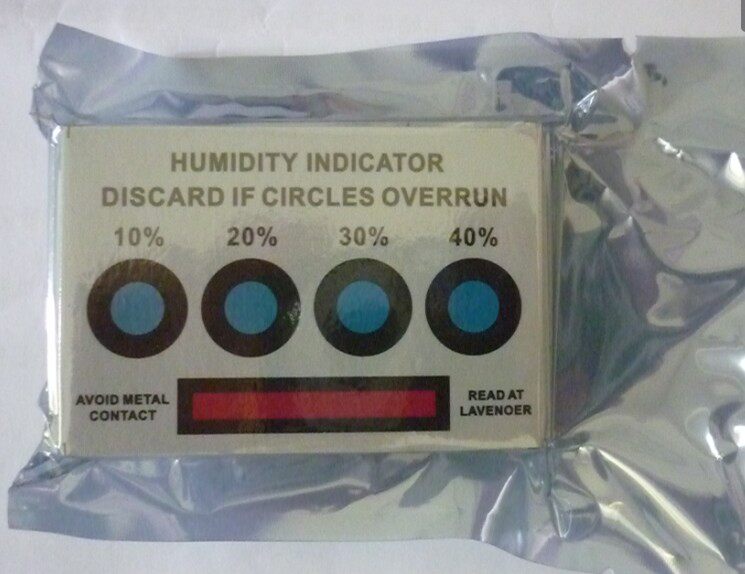 HUMIDITY INDICATOR
DISCARD IF CIRCLES OVERRUN
10% 20% 30% 40%
AVOID METAL
CONTACT
READ AT
LAVENOER